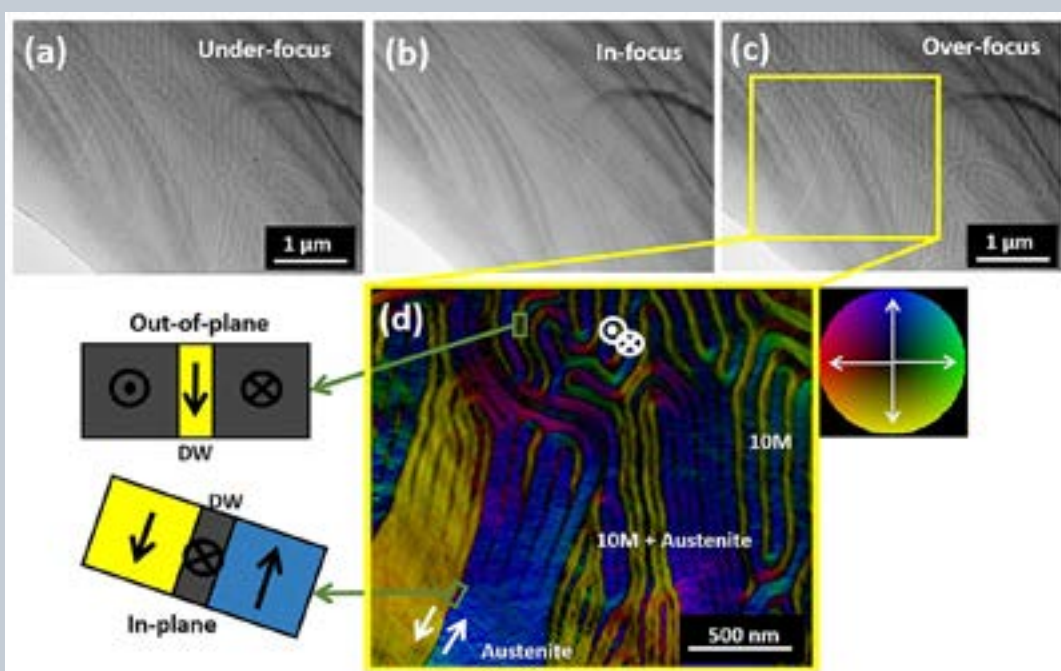 (a) Under-focus
(b) In-focus
(c) Over-focus
1 µm
1 µm
Out-of-plane
DW
(d)
10M
DW
10M + Austenite
In-plane
500 nm
Austenite